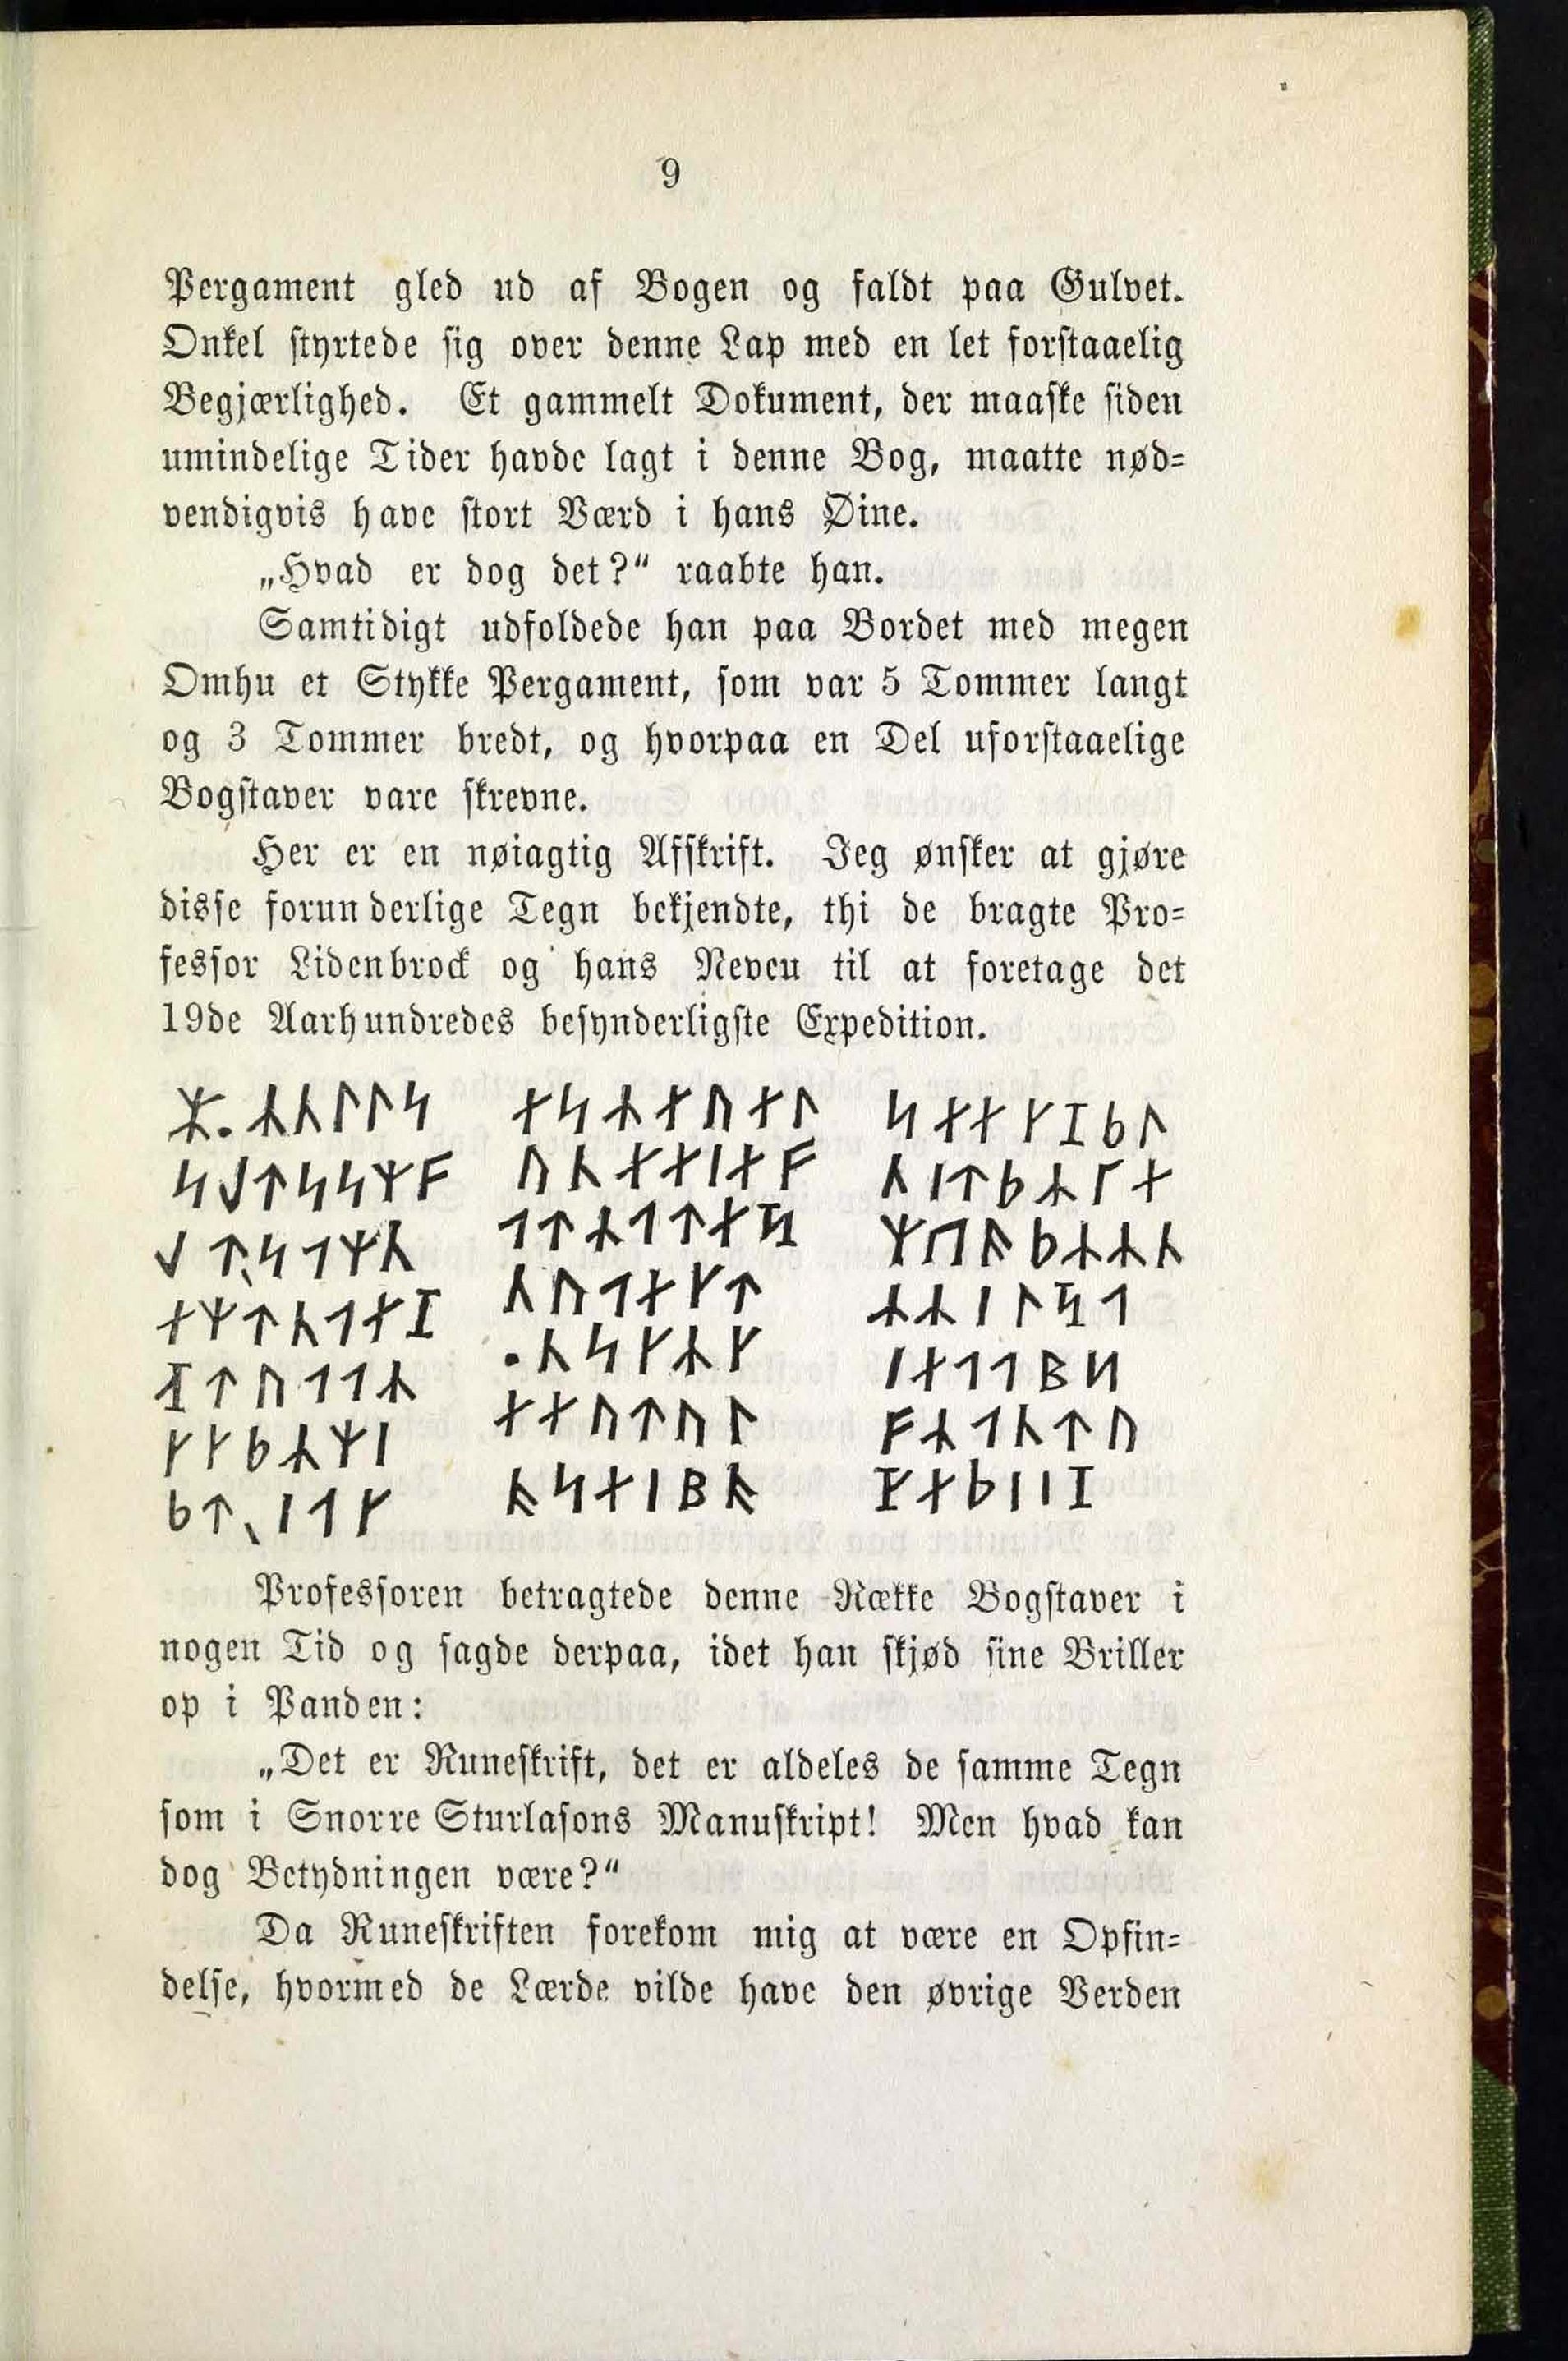 9
Pergament gled ud af Bogen og faldt paa Gulvet.
Onkel styrtede sig over denne Lap med en let forstaaelig
Begjærlighed. Et gammelt Dokument, der maaske siden
umindelige Tider havde lagt i denne Bog, maatte nød=
vendigvis have stort Værd i hans Øine.
„Hvad er dog det?“ raabte han.
Samtidigt udfoldede han paa Bordet med megen
Omhu et Stykke Pergament, som var 5 Tommer langt
og 3 Tommer bredt, og hvorpaa en Del uforstaaelige
Bogstaver vare skrevne.
Her er en nøiagtig Afskrift. Jeg ønsker at gjøre
disse forunderlige Tegn bekjendte, thi de bragte Pro=
fessor Lidenbrock og hans Neveu til at foretage det
19de Aarhundredes besynderligste Expedition.
Professoren betragtede denne Række Bogstaver i
nogen Tid og sagde derpaa, idet han skjød sine Briller
op i Panden:
„Det er Runeskrift, det er aldeles de samme Tegn
som i Snorre Sturlasons Manuskript! Men hvad kan
dog Betydningen være?“
Da Runeskriften forekom mig at være en Opfin=
delse, hvormed de Lærde vilde have den øvrige Verden